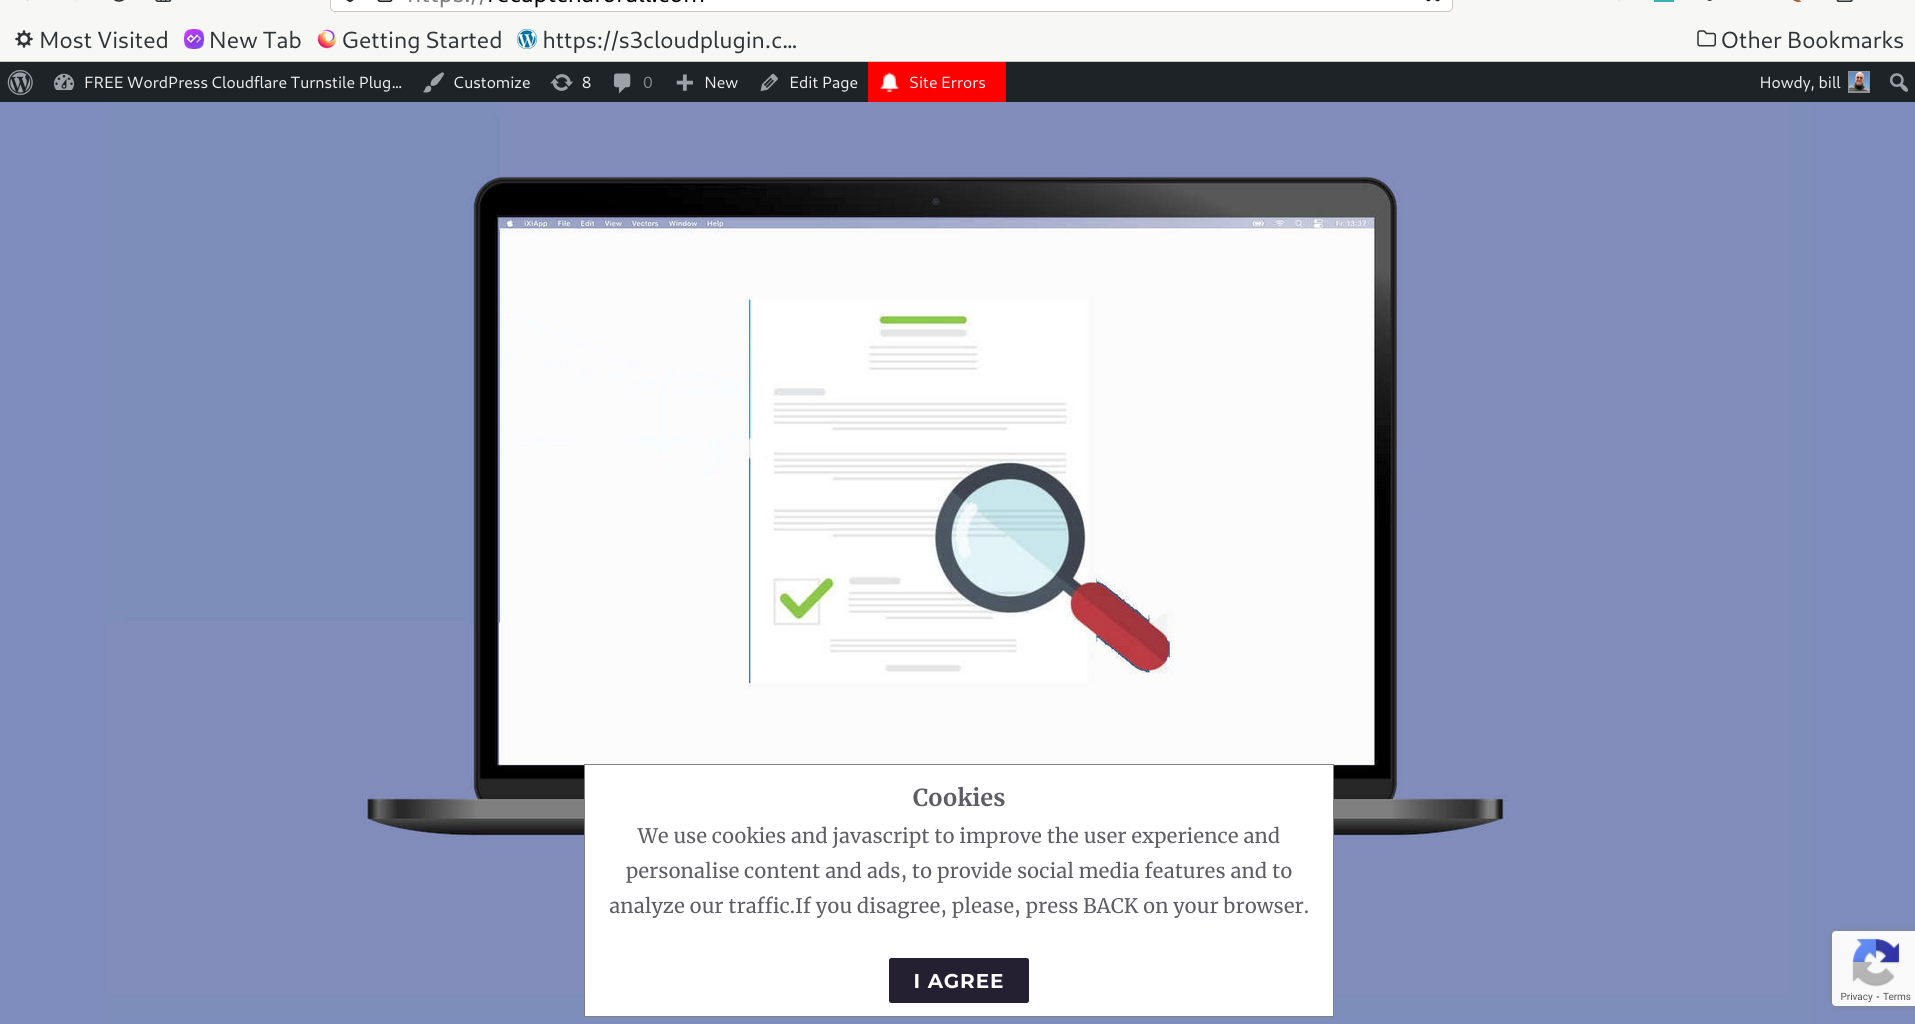 https://recaptchaforall.com
Most Visited New Tab Getting Started https://s3cloudplugin.c... Other Bookmarks
FREE WordPress Cloudflare Turnstile Plug... Customize 8 0 New Edit Page Site Errors Howdy, bill
iXiApp File Edit View Vectors Window Help Fr 13:37
Cookies
We use cookies and javascript to improve the user experience and
personalise content and ads, to provide social media features and to
analyze our traffic.If you disagree, please, press BACK on your browser.
I AGREE
Privacy - Terms